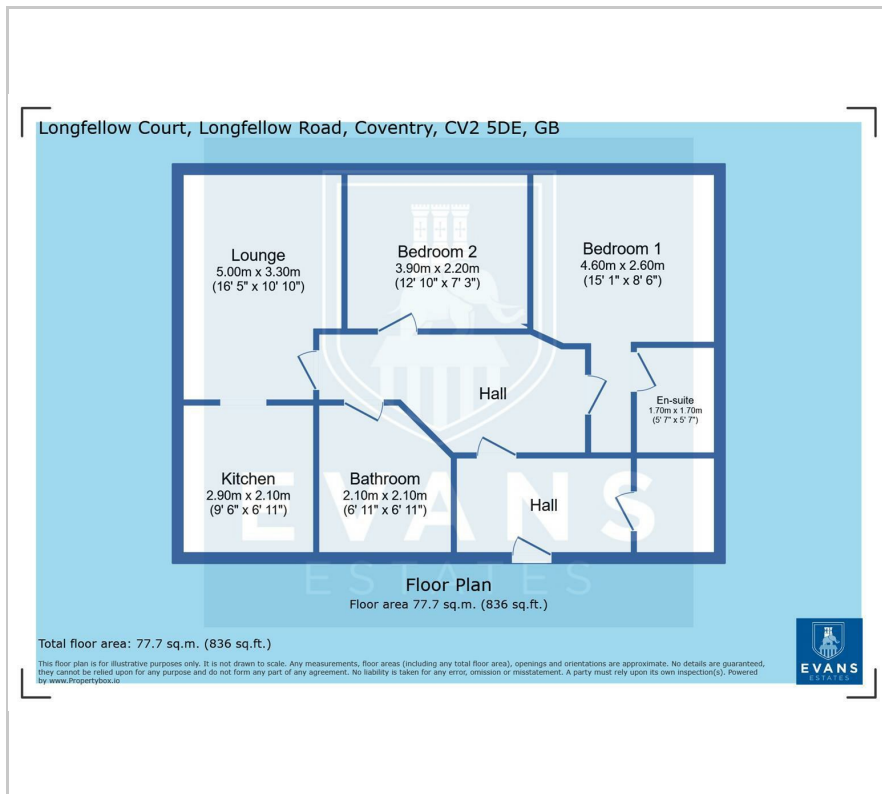 Longfellow Court, Longfellow Road, Coventry, CV2 5DE, GB
Lounge
5.00m x 3.30m
(16' 5" x 10' 10")
Bedroom 2
3.90m x 2.20m
(12' 10" x 7' 3")
Bedroom 1
4.60m x 2.60m
(15' 1" x 8' 6")
Hall
En-suite
1.70m x 1.70m
(5' 7" x 5' 7")
Kitchen
2.90m x 2.10m
(9' 6" x 6' 11")
Bathroom
2.10m x 2.10m
(6' 11" x 6' 11")
Hall
EVANS
ESTATES
Floor Plan
Floor area 77.7 sq.m. (836 sq.ft.)
Total floor area: 77.7 sq.m. (836 sq.ft.)
This floor plan is for illustrative purposes only. It is not drawn to scale. Any measurements, floor areas (including any total floor area), openings and orientations are approximate. No details are guaranteed,
they cannot be relied upon for any purpose and do not form any part of any agreement. No liability is taken for any error, omission or misstatement. A party must rely upon its own inspection(s). Powered
by www.Propertybox.io
EVANS
ESTATES